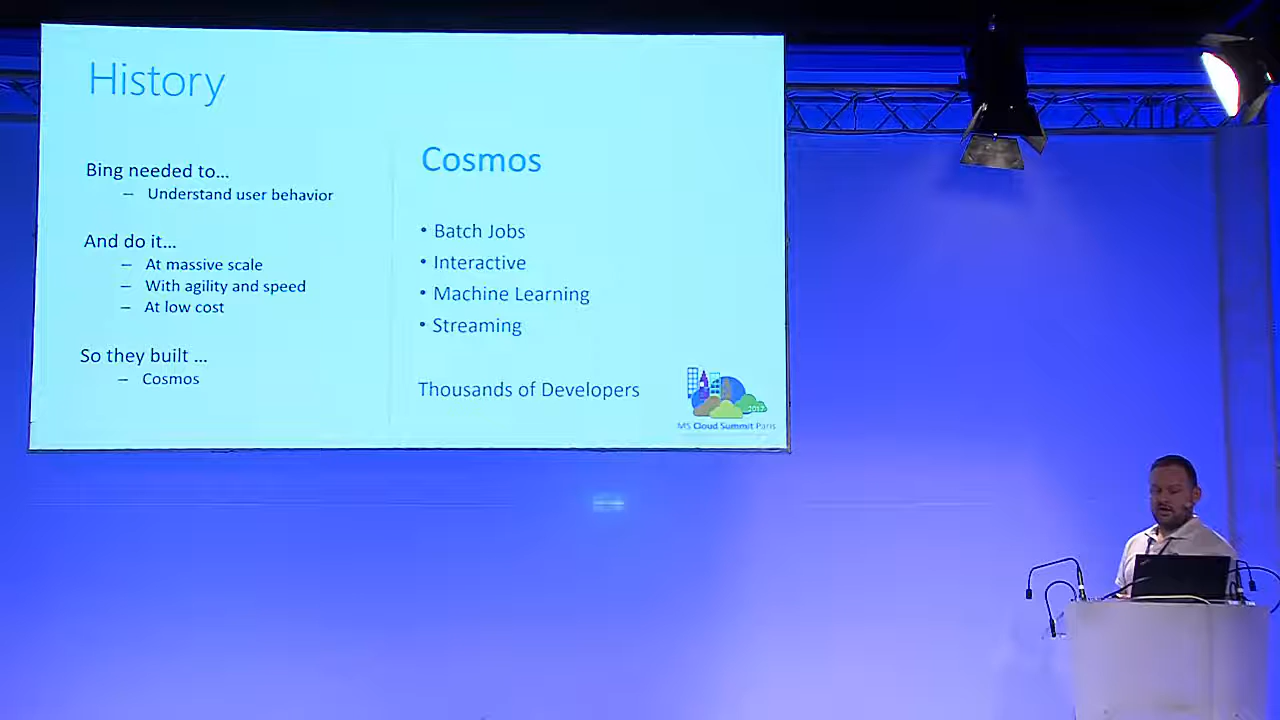 History
Bing needed to…
– Understand user behavior
And do it…
– At massive scale
– With agility and speed
– At low cost
So they built …
– Cosmos
Cosmos
• Batch Jobs
• Interactive
• Machine Learning
• Streaming
Thousands of Developers
2017
MS Cloud Summit Paris